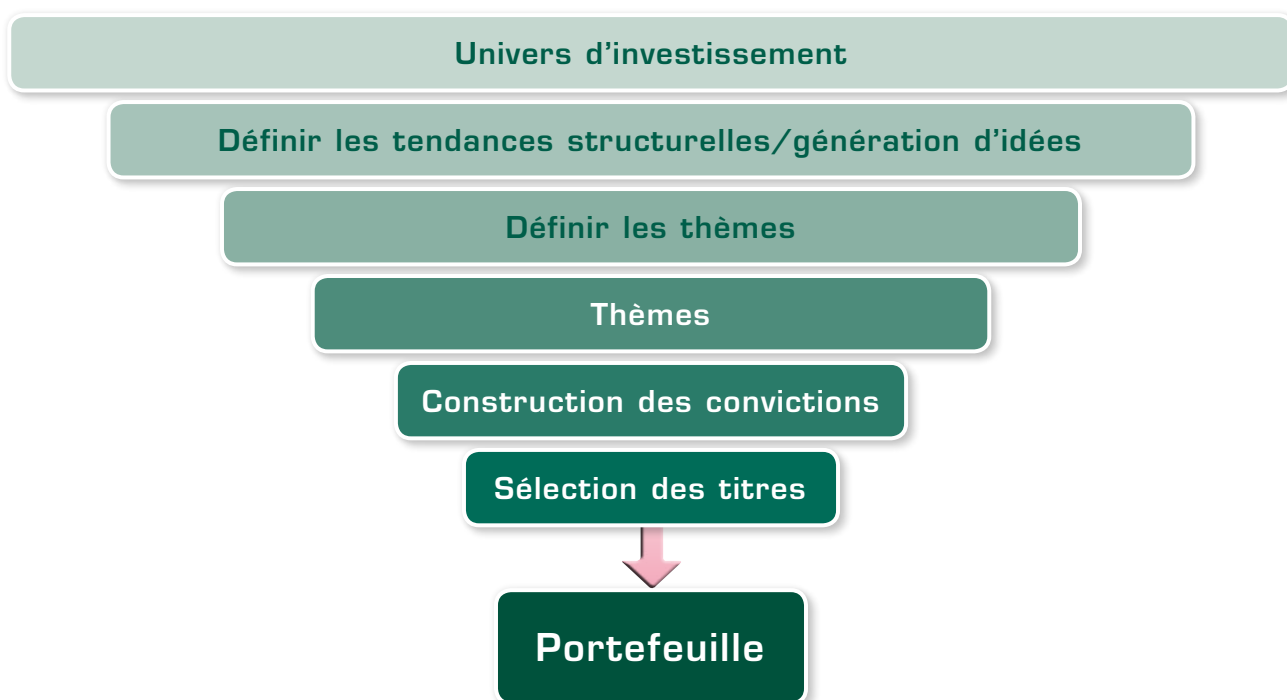 Univers d’investissement
Définir les tendances structurelles/génération d’idées
Définir les thèmes
Thèmes
Construction des convictions
Sélection des titres
Portefeuille